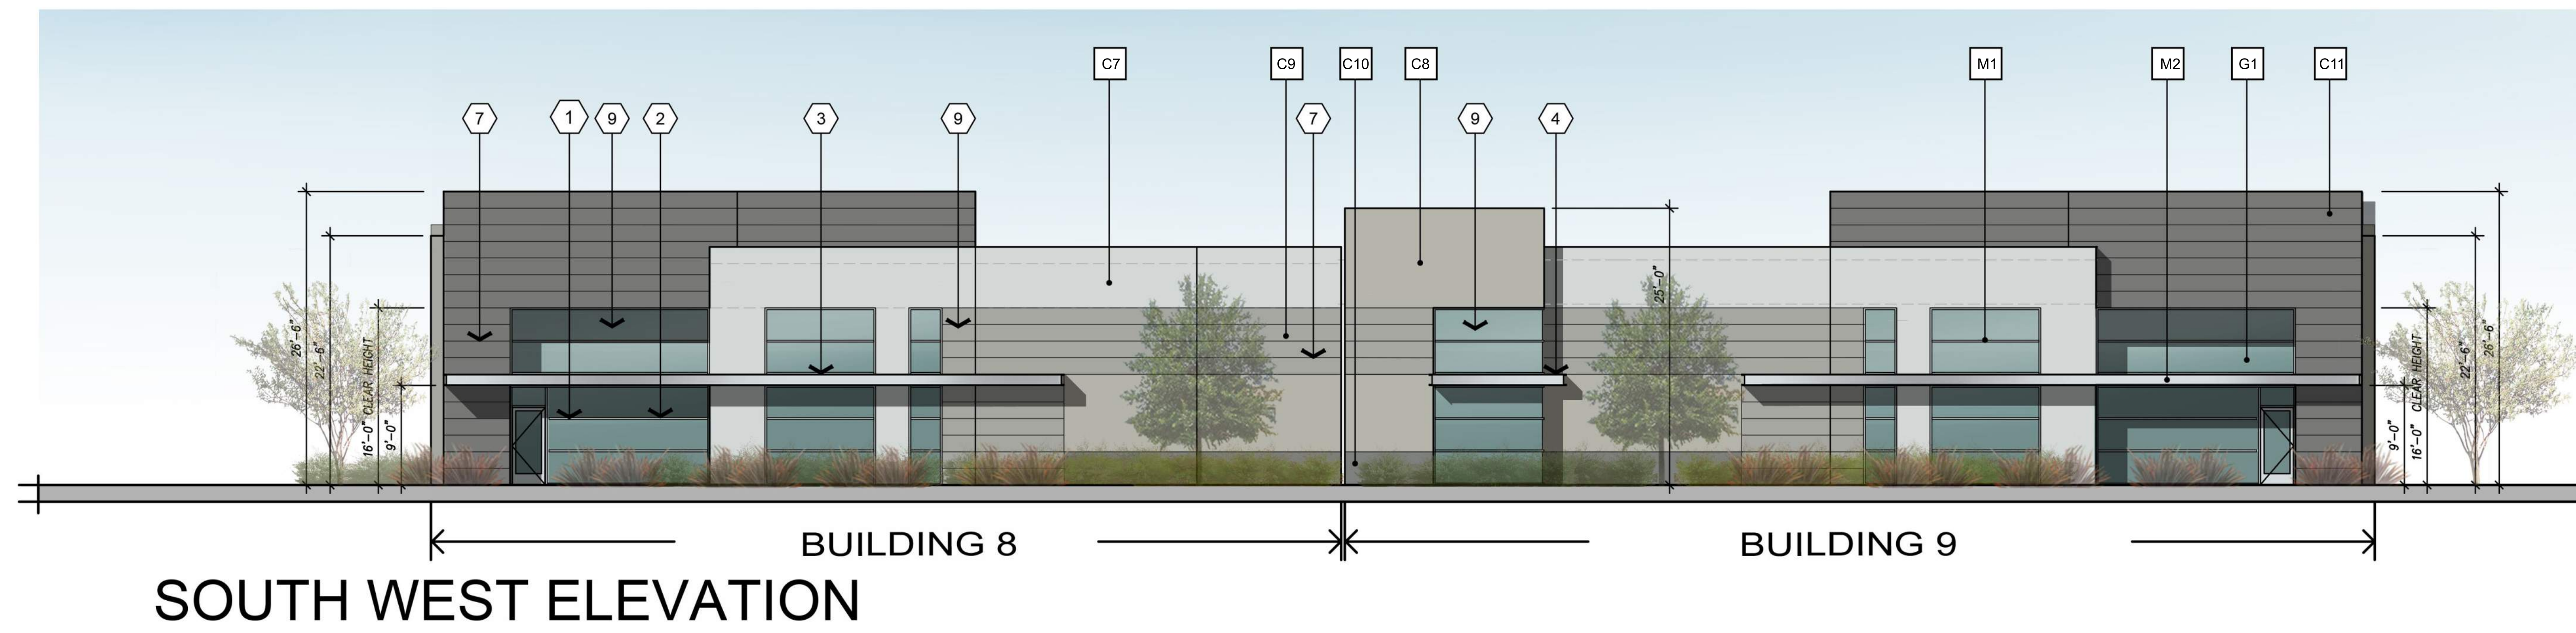 C7 C9 C10 C8 M1 M2 G1 C11
7 1 9 2 3 9 7 9 4
26'-6"
22'-6"
16'-0" CLEAR HEIGHT
9'-0"
25'-0"
9'-0"
16'-0" CLEAR HEIGHT
22'-6"
26'-6"
BUILDING 8
BUILDING 9
SOUTH WEST ELEVATION